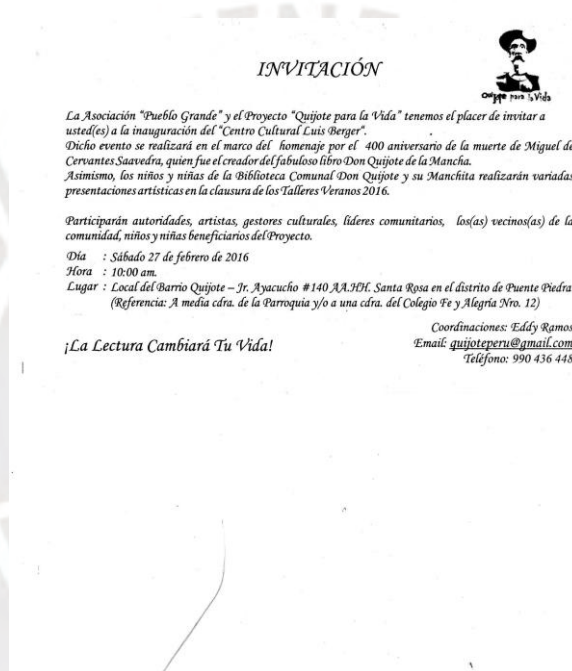 INVITACIÓN
Quijote para la Vida
La Asociación "Pueblo Grande" y el Proyecto "Quijote para la Vida" tenemos el placer de invitar a
usted(es) a la inauguración del "Centro Cultural Luis Berger".
Dicho evento se realizará en el marco del homenaje por el 400 aniversario de la muerte de Miguel de
Cervantes Saavedra, quien fue el creador del fabuloso libro Don Quijote de la Mancha.
Asimismo, los niños y niñas de la Biblioteca Comunal Don Quijote y su Manchita realizarán variadas
presentaciones artísticas en la clausura de los Talleres Veranos 2016.
Participarán autoridades, artistas, gestores culturales, líderes comunitarios, los(as) vecinos(as) de la
comunidad, niños y niñas beneficiarios del Proyecto.
Día : Sábado 27 de febrero de 2016
Hora : 10:00 am.
Lugar : Local del Barrio Quijote – Jr. Ayacucho #140 AA.HH. Santa Rosa en el distrito de Puente Piedra
(Referencia: A media cdra. de la Parroquia y/o a una cdra. del Colegio Fe y Alegría Nro. 12)
Coordinaciones: Eddy Ramos
¡La Lectura Cambiará Tu Vida!
Email: quijoteperu@gmail.com
Teléfono: 990 436 448